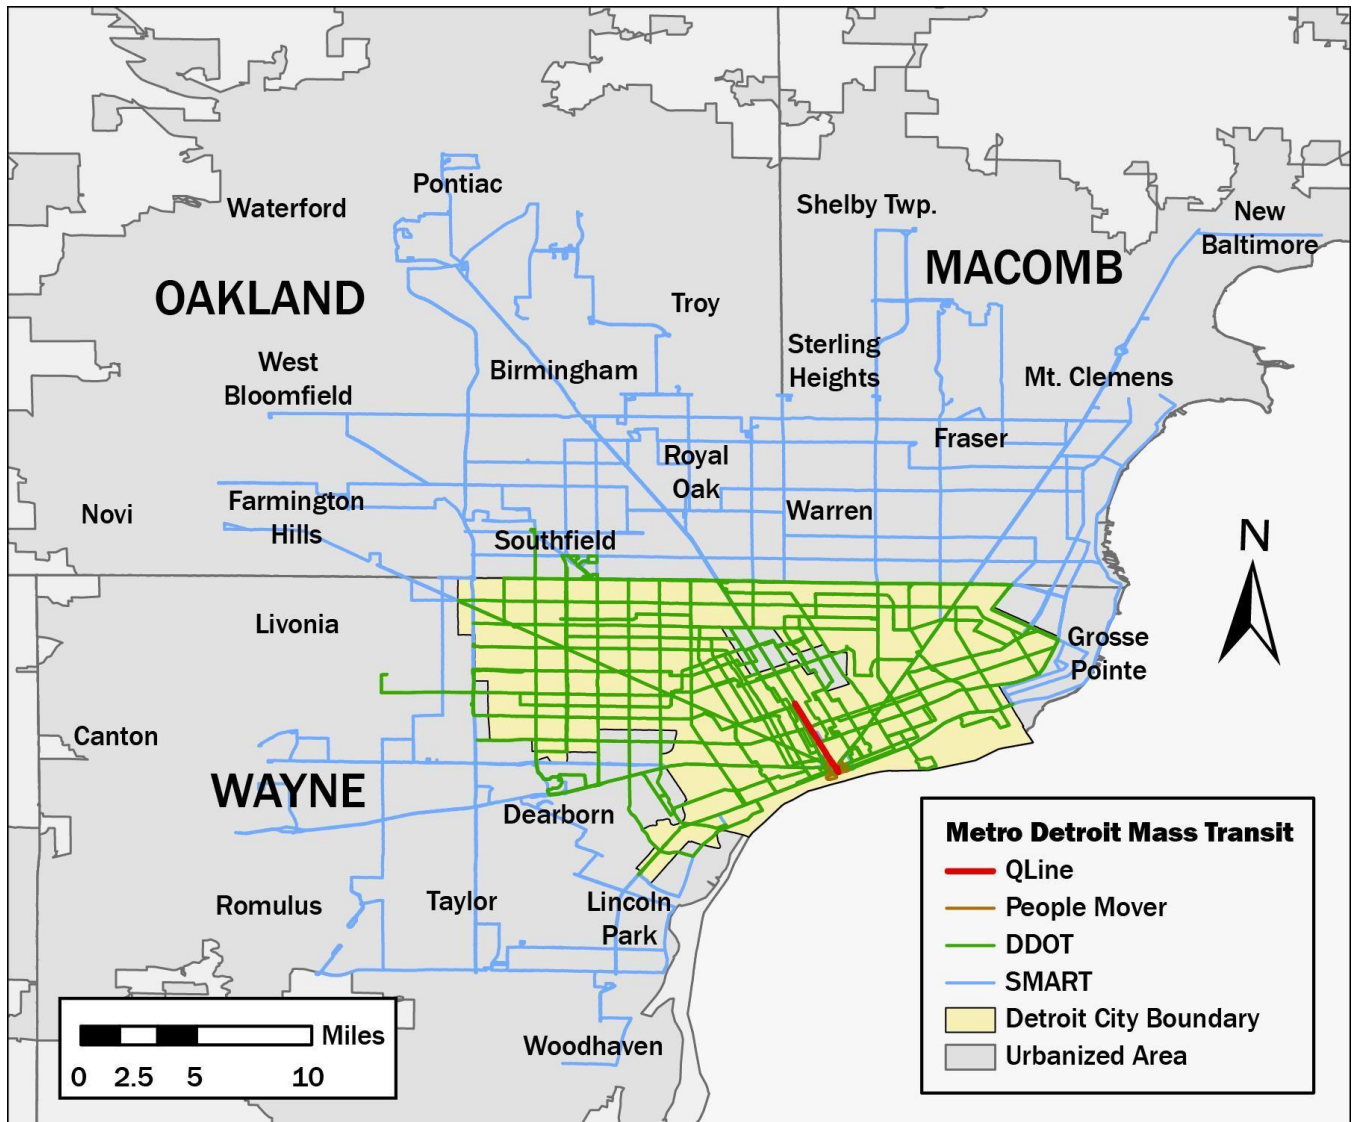 Pontiac
Waterford
Shelby Twp.
New
Baltimore
MACOMB
OAKLAND
Troy
Sterling
Heights
West
Bloomfield
Birmingham
Mt. Clemens
Fraser
Royal
Oak
Farmington
Hills
Novi
Warren
Southfield
N
Livonia
Grosse
Pointe
Canton
WAYNE
Dearborn
Romulus
Taylor
Lincoln
Park
Woodhaven
Metro Detroit Mass Transit
QLine
People Mover
DDOT
SMART
Detroit City Boundary
Urbanized Area
Miles
0 2.5 5 10